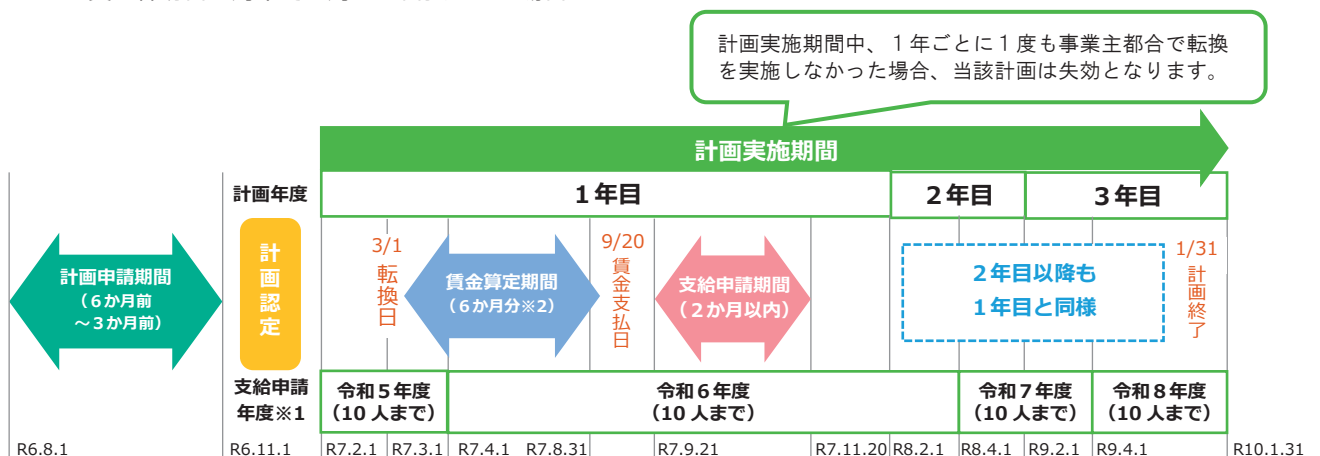 計画実施期間中、１年ごとに１度も事業主都合で転換
を実施しなかった場合、当該計画は失効となります。
計画実施期間
計画年度
１年目
２年目
３年目
計画申請期間
（６か月前
～３か月前）
計画認定
3/1
転換日
賃金算定期間
（６か月分※2）
9/20
賃金支払日
支給申請期間
（２か月以内）
２年目以降も
１年目と同様
1/31
計画終了
支給申請
年度※1
令和５年度
（10 人まで）
令和６年度
（10 人まで）
令和７年度
（10 人まで）
令和８年度
（10 人まで）
R6.8.1
R6.11.1
R7.2.1
R7.3.1
R7.4.1
R7.8.31
R7.9.21
R7.11.20
R8.2.1
R8.4.1
R9.2.1
R9.4.1
R10.1.31